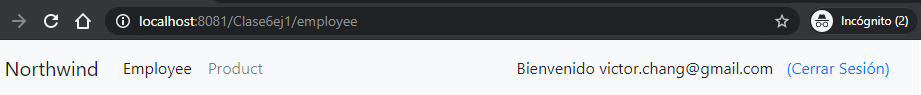 localhost:8081/Clase6ej1/employee Incógnito (2)
Northwind Employee Product Bienvenido victor.chang@gmail.com (Cerrar Sesión)